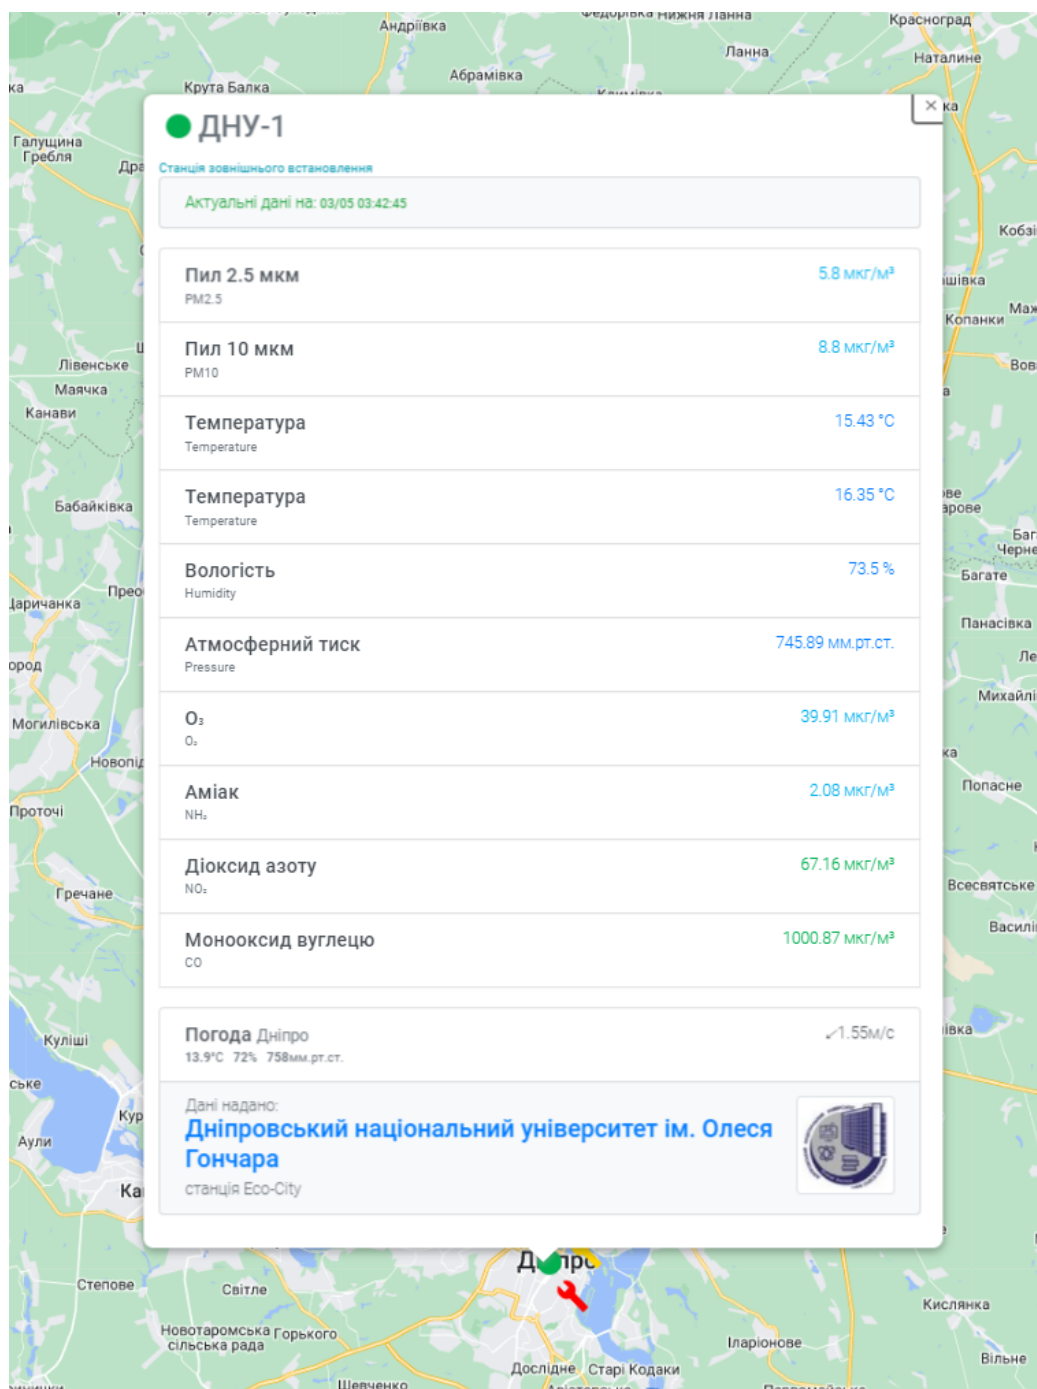 Андріївка
Федорівка Нижня Ланна
Красноград
Ланна
Наталине
Абрамівка
Крута Балка
Климівка
Галущина
Гребля
ДНУ-1
×
Станція зовнішнього встановлення
Актуальні дані на: 03/05 03:42:45
Пил 2.5 мкм
5.8 мкг/м³
PM2.5
Копанки
Пил 10 мкм
8.8 мкг/м³
PM10
Лівенське
Маячка
Канави
Температура
15.43 °C
Temperature
Температура
16.35 °C
Temperature
Бабайківка
Вологість
73.5 %
Humidity
Багате
Царичанка
Панасівка
Атмосферний тиск
745.89 мм.рт.ст.
Pressure
Могилівська
O₃
39.91 мкг/м³
O₃
Аміак
2.08 мкг/м³
NH₃
Попасне
Проточі
Діоксид азоту
67.16 мкг/м³
NO₂
Гречане
Всесвятське
Монооксид вуглецю
1000.87 мкг/м³
CO
Погода Дніпро
↙1.55м/с
13.9°C 72% 758мм.рт.ст.
Куліші
Дані надано:
Дніпровський національний університет ім. Олеся
Гончара
станція Eco-City
Аули
Степове
Світле
Кислянка
Новотаромська
сільська рада
Горького
Іларіонове
Вільне
Дослідне
Старі Кодаки
Шевченко